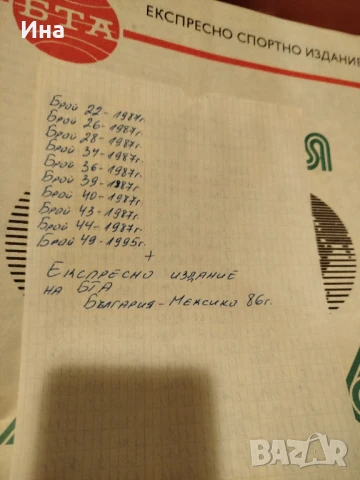 Ина
БТА
ЕКСПРЕСНО СПОРТНО ИЗДАНИЕ
Брой 22-1987г.
Брой 26-1987г.
Брой 28-1987г.
Брой 34-1987г.
Брой 36-1987г.
Брой 39-1987г.
Брой 40-1987г.
Брой 43-1987г.
Брой 44-1987г.
Брой 49-1995г.
+
Експресно издание
на БТА
България-Мексико 86г.
BAZAR